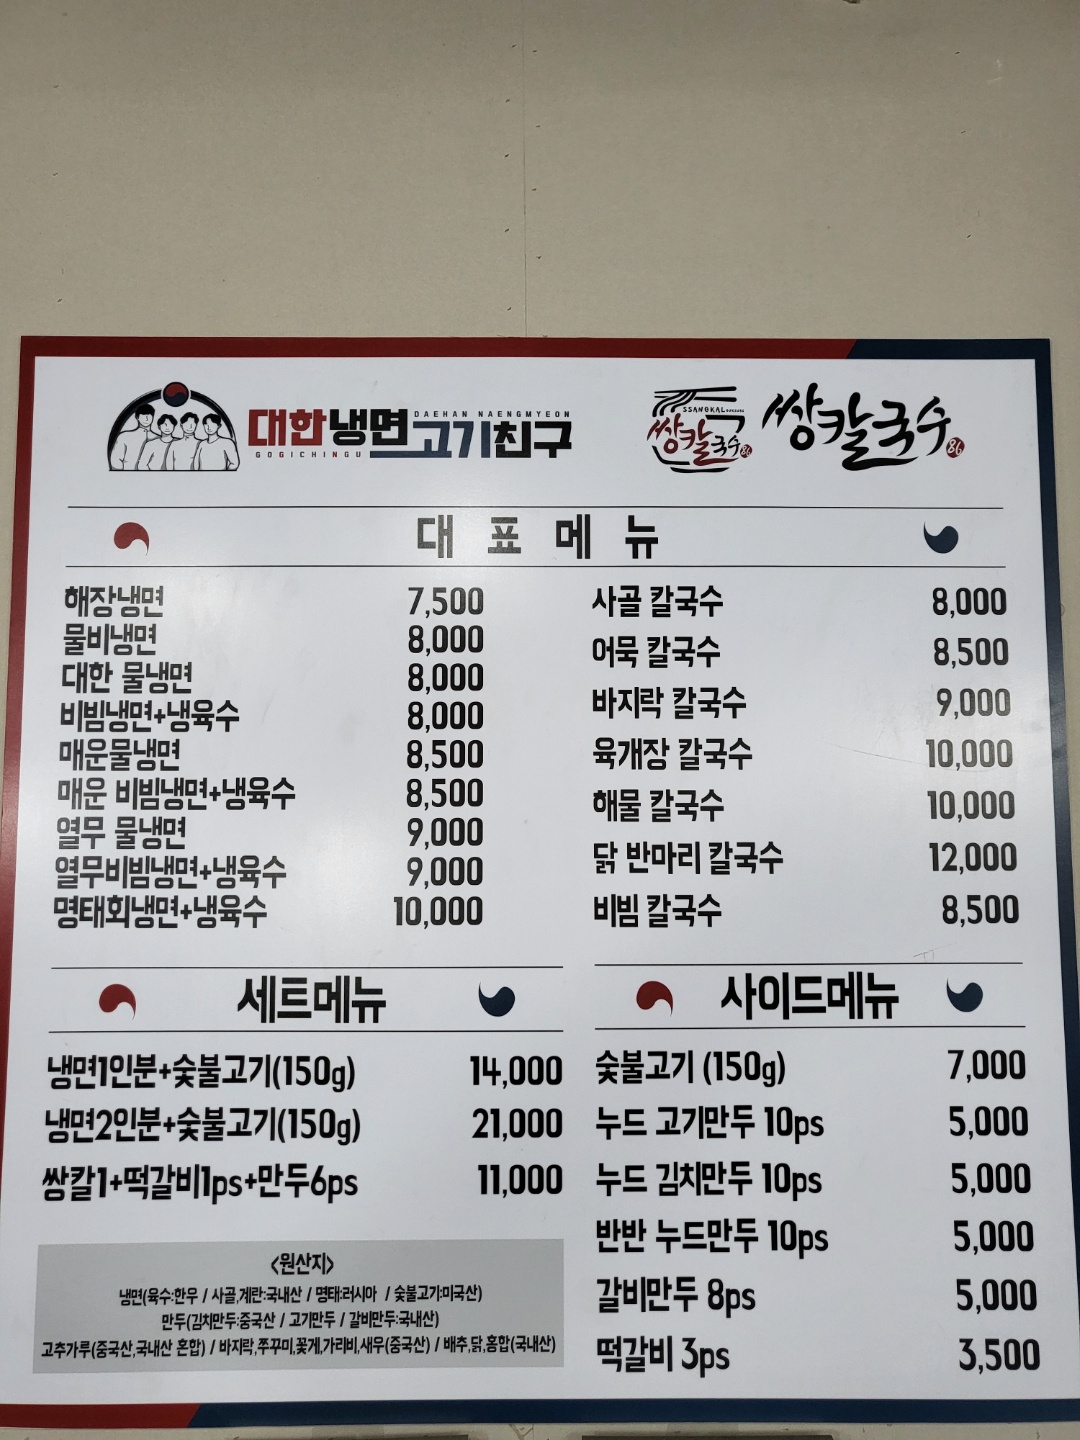 대한냉면 고기친구
DAEHAN NAENGMYEON
GOGICHINGU
SSANGKAL
쌍칼국수 86
쌍칼국수 86
대표메뉴
해장냉면 7,500
물비냉면 8,000
대한 물냉면 8,000
비빔냉면+냉육수 8,000
매운물냉면 8,500
매운 비빔냉면+냉육수 8,500
열무 물냉면 9,000
열무비빔냉면+냉육수 9,000
명태회냉면+냉육수 10,000
사골 칼국수 8,000
어묵 칼국수 8,500
바지락 칼국수 9,000
육개장 칼국수 10,000
해물 칼국수 10,000
닭 반마리 칼국수 12,000
비빔 칼국수 8,500
세트메뉴
냉면1인분+숯불고기(150g) 14,000
냉면2인분+숯불고기(150g) 21,000
쌍칼1+떡갈비1ps+만두6ps 11,000
<원산지>
냉면(육수:한우 / 사골,계란:국내산 / 명태:러시아 / 숯불고기:미국산)
만두(김치만두:중국산 / 고기만두 / 갈비만두:국내산)
고추가루(중국산,국내산 혼합) / 바지락,쭈꾸미,꽃게,가리비,새우(중국산) / 배추,닭,홍합(국내산)
사이드메뉴
숯불고기 (150g) 7,000
누드 고기만두 10ps 5,000
누드 김치만두 10ps 5,000
반반 누드만두 10ps 5,000
갈비만두 8ps 5,000
떡갈비 3ps 3,500